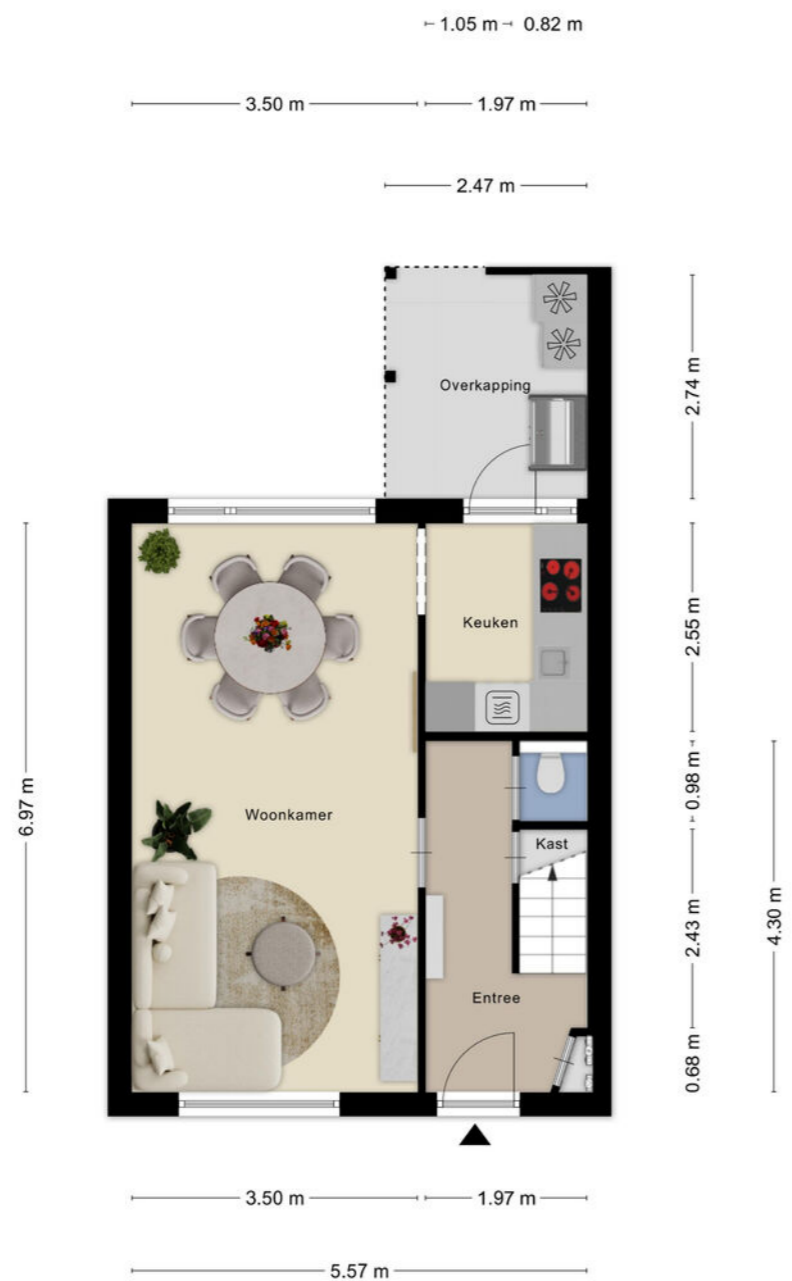 1.05 m 0.82 m
3.50 m 1.97 m
2.47 m
2.74 m
Overkapping
2.55 m
Keuken
0.98 m
6.97 m
Woonkamer
Kast
2.43 m
4.30 m
Entree
0.68 m
3.50 m 1.97 m
5.57 m